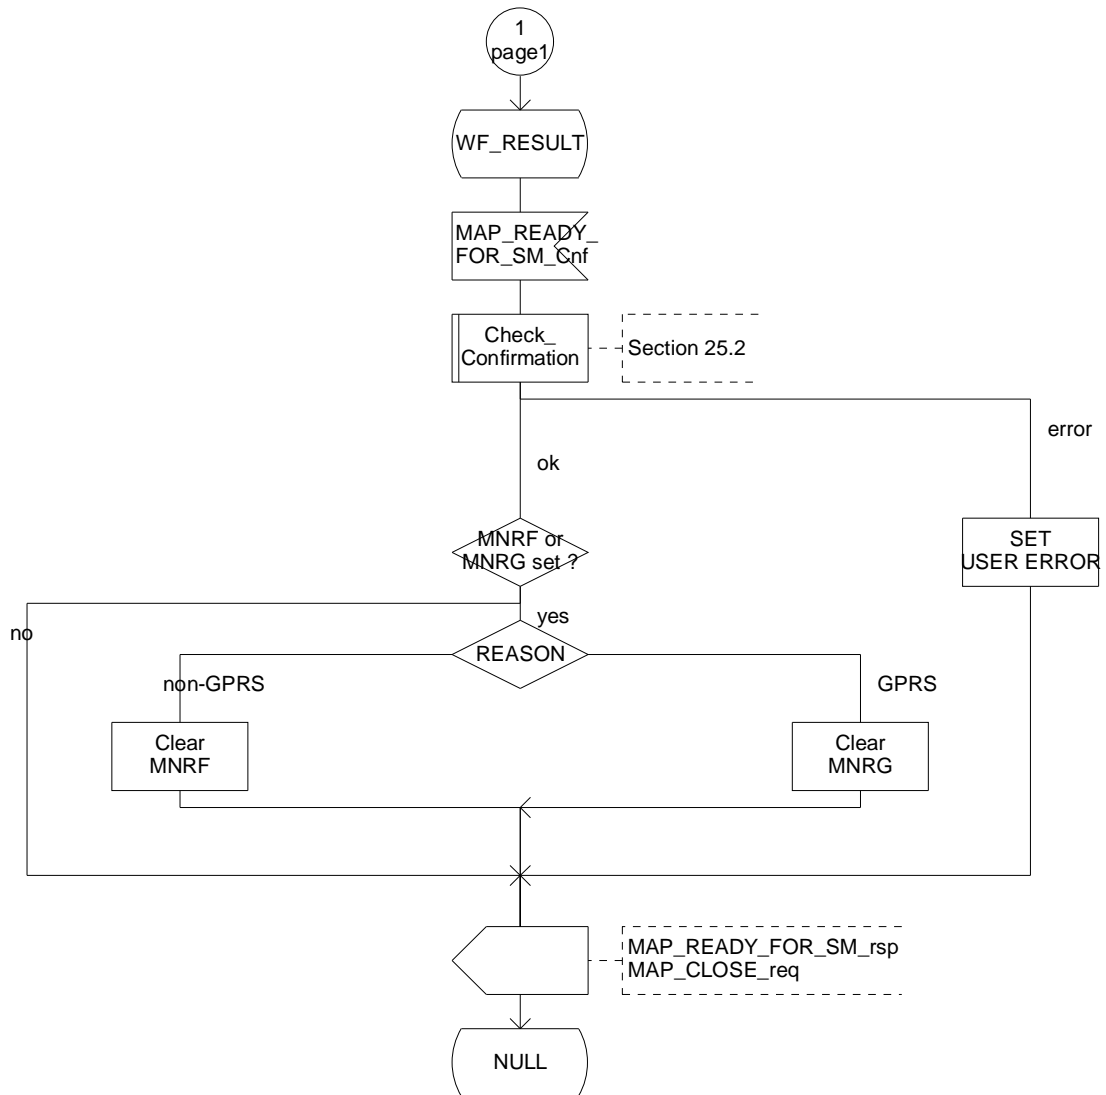 1
page1
WF_RESULT
MAP_READY_
FOR_SM_Cnf
Check_
Confirmation
Section 25.2
error
ok
MNRF or
MNRG set ?
SET
USER ERROR
no
yes
REASON
non-GPRS
GPRS
Clear
MNRF
Clear
MNRG
MAP_READY_FOR_SM_rsp
MAP_CLOSE_req
NULL